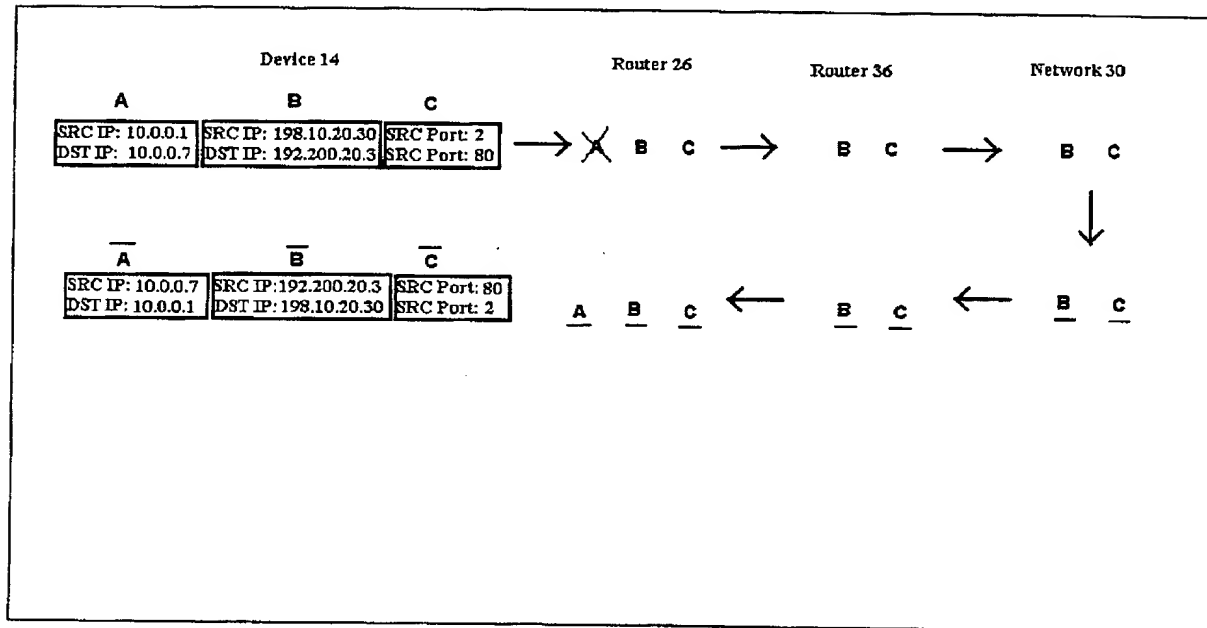 Device 14 Router 26 Router 36 Network 30
A B C
SRC IP: 10.0.0.1 SRC IP: 198.10.20.30 SRC Port: 2
DST IP: 10.0.0.7 DST IP: 192.200.20.3 SRC Port: 80
A B C B C B C
A B C
SRC IP: 10.0.0.7 SRC IP:192.200.20.3 SRC Port: 80
DST IP: 10.0.0.1 DST IP: 198.10.20.30 SRC Port: 2
A B C B C B C